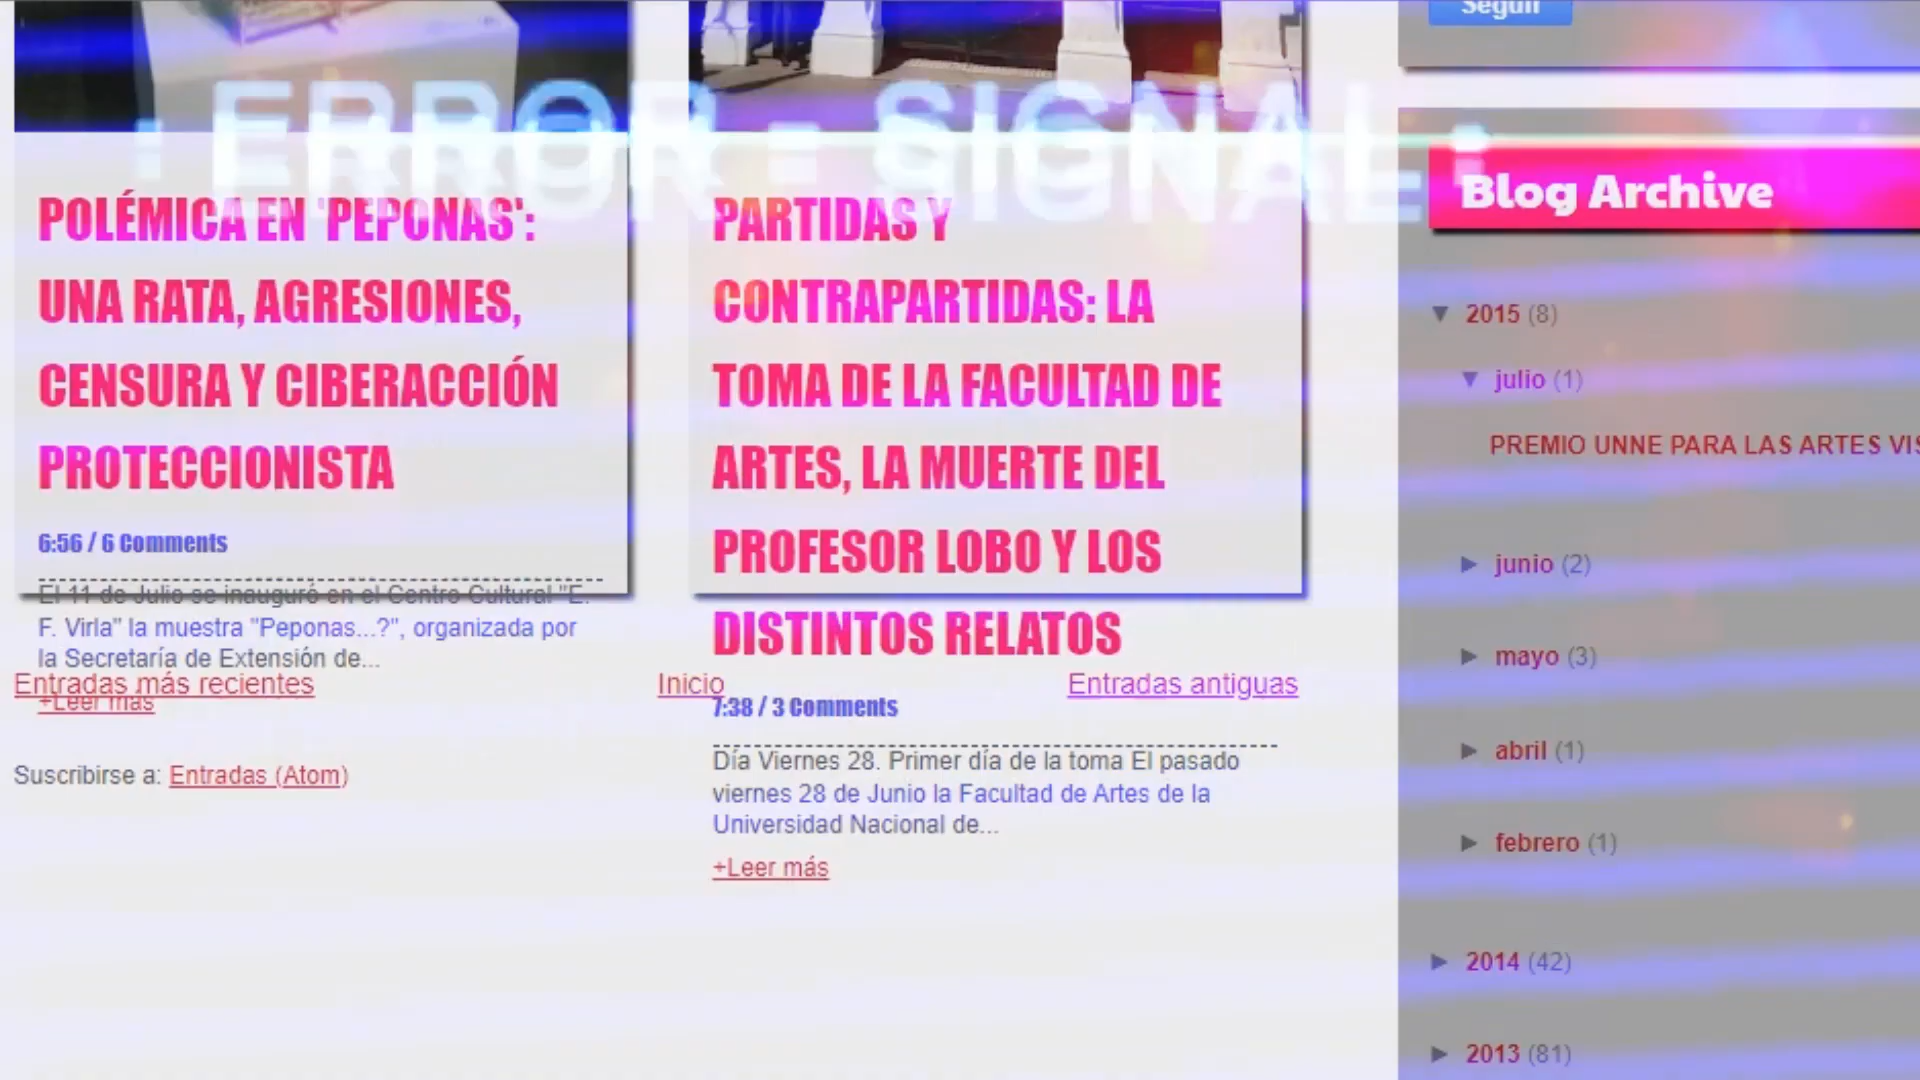 Seguir
: ERROR - SIGNAL :
POLÉMICA EN 'PEPONAS':
UNA RATA, AGRESIONES,
CENSURA Y CIBERACCIÓN
PROTECCIONISTA
6:56 / 6 Comments
El 11 de Julio se inauguró en el Centro Cultural "E.
F. Virla" la muestra "Peponas...?", organizada por
la Secretaría de Extensión de...
+Leer más
PARTIDAS Y
CONTRAPARTIDAS: LA
TOMA DE LA FACULTAD DE
ARTES, LA MUERTE DEL
PROFESOR LOBO Y LOS
DISTINTOS RELATOS
7:38 / 3 Comments
Día Viernes 28. Primer día de la toma El pasado
viernes 28 de Junio la Facultad de Artes de la
Universidad Nacional de...
+Leer más
Entradas más recientes
Inicio
Entradas antiguas
Suscribirse a: Entradas (Atom)
Blog Archive
▼ 2015 (8)
▼ julio (1)
PREMIO UNNE PARA LAS ARTES VIS
► junio (2)
► mayo (3)
► abril (1)
► febrero (1)
► 2014 (42)
► 2013 (81)